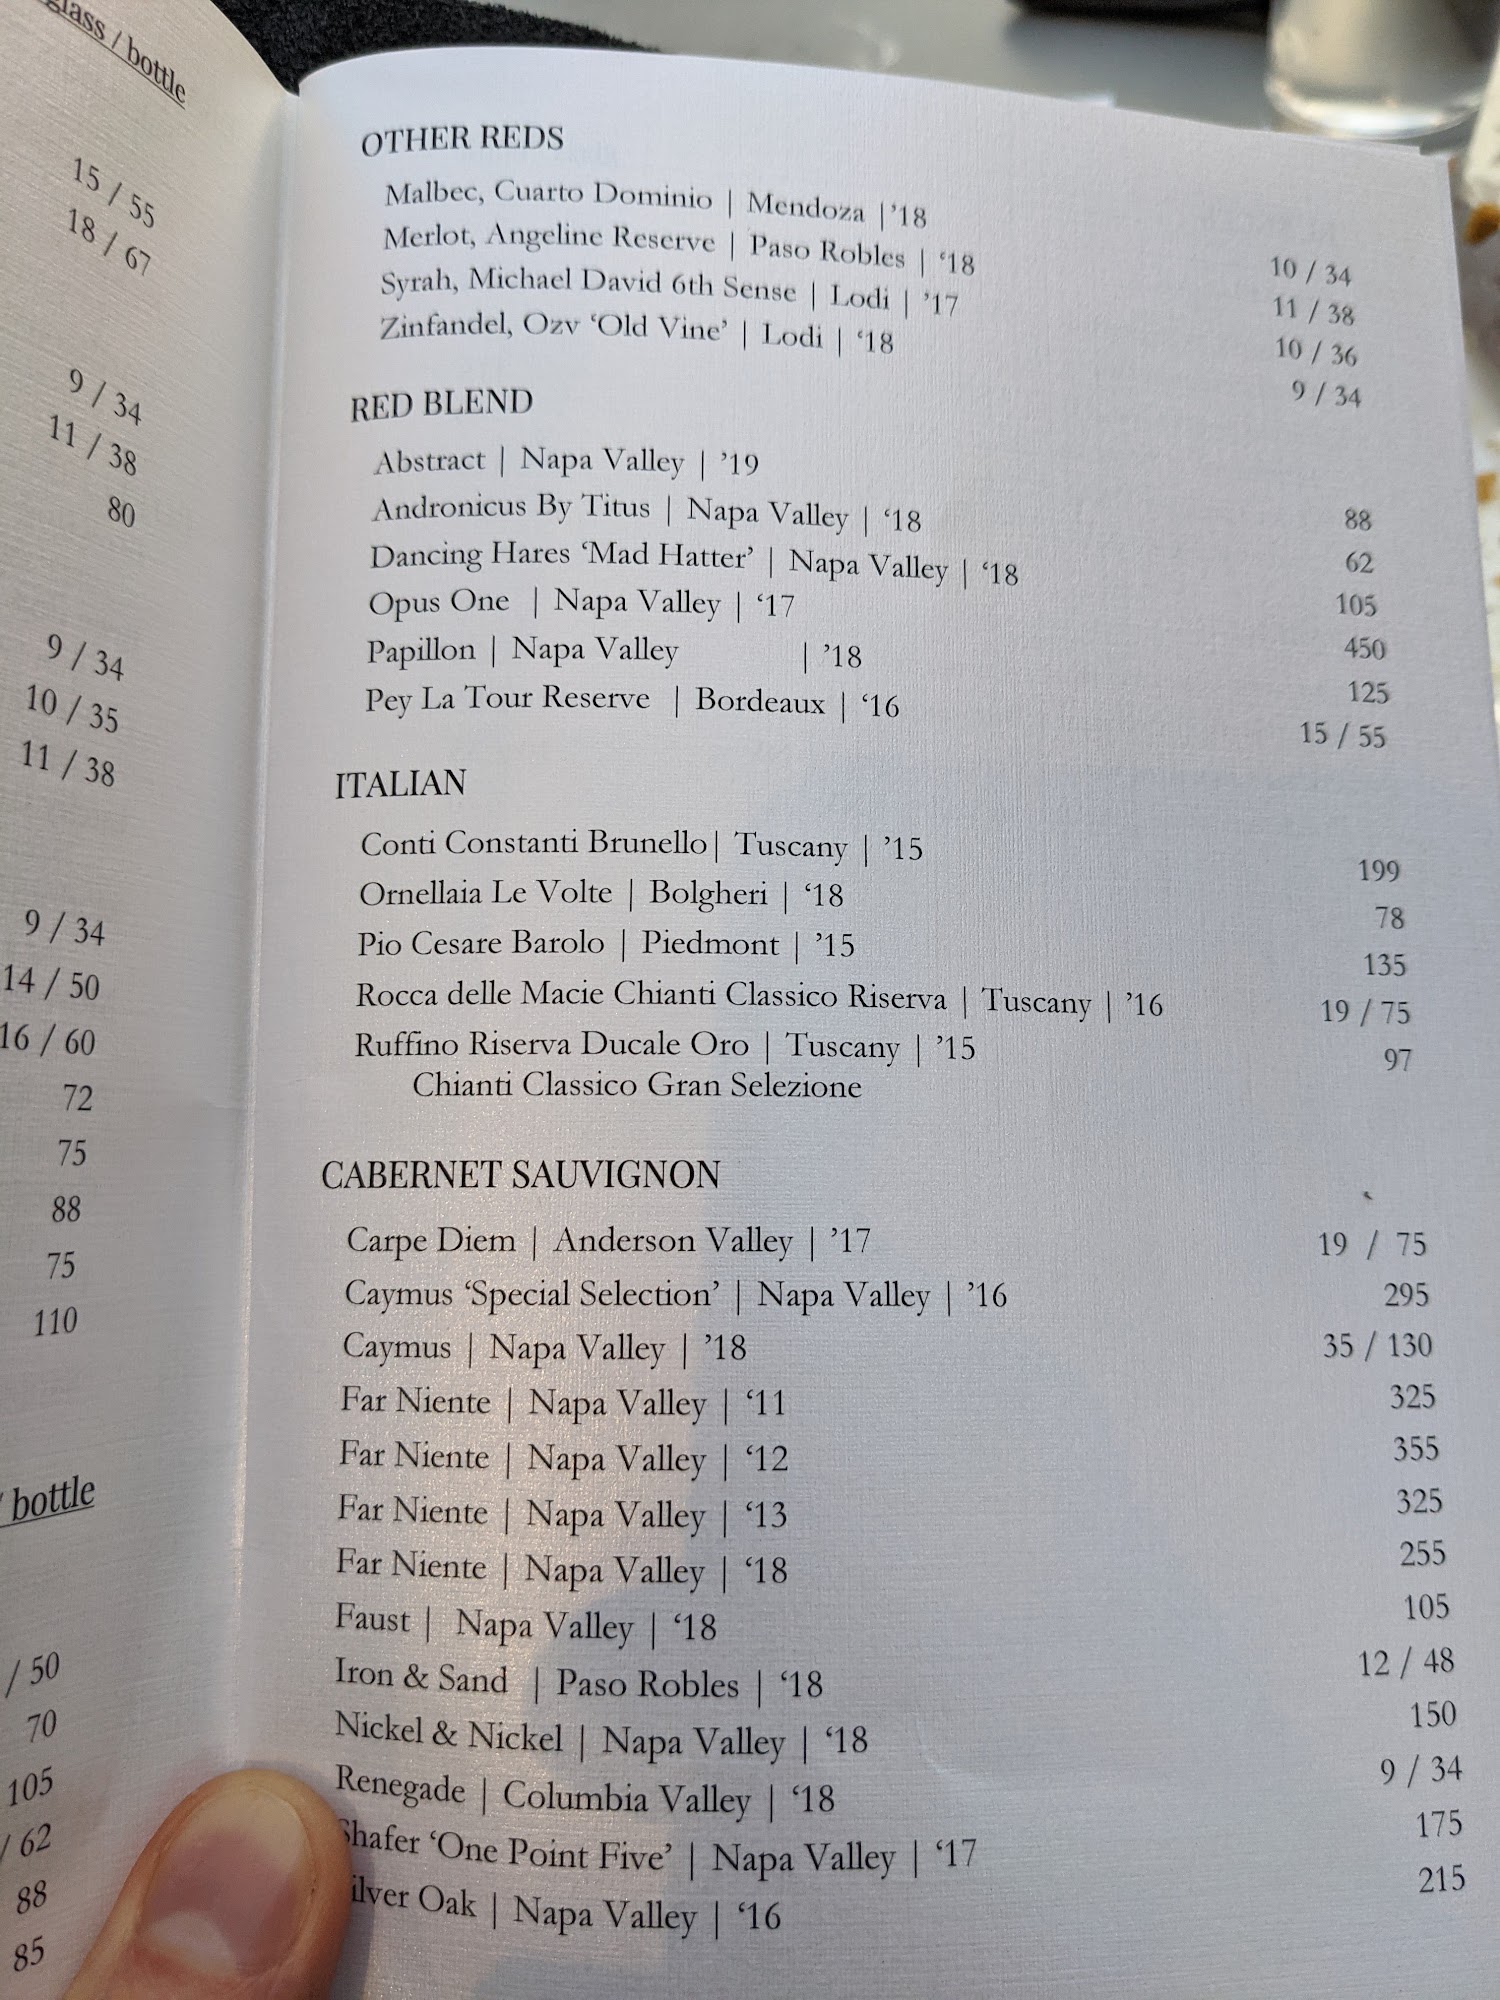 glass / bottle
15 / 55
18 / 67
9 / 34
11 / 38
80
9 / 34
10 / 35
11 / 38
9 / 34
14 / 50
16 / 60
72
75
88
75
110
/ bottle
/ 50
70
105
/ 62
88
85
OTHER REDS
Malbec, Cuarto Dominio | Mendoza |’18 10 / 34
Merlot, Angeline Reserve | Paso Robles | ‘18 11 / 38
Syrah, Michael David 6th Sense | Lodi | ’17 10 / 36
Zinfandel, Ozv ‘Old Vine’ | Lodi | ‘18 9 / 34
RED BLEND
Abstract | Napa Valley | ’19 88
Andronicus By Titus | Napa Valley | ‘18 62
Dancing Hares ‘Mad Hatter’ | Napa Valley | ‘18 105
Opus One | Napa Valley | ‘17 450
Papillon | Napa Valley | ’18 125
Pey La Tour Reserve | Bordeaux | ‘16 15 / 55
ITALIAN
Conti Constanti Brunello| Tuscany | ’15 199
Ornellaia Le Volte | Bolgheri | ‘18 78
Pio Cesare Barolo | Piedmont | ’15 135
Rocca delle Macie Chianti Classico Riserva | Tuscany | ’16 19 / 75
Ruffino Riserva Ducale Oro | Tuscany | ’15 97
Chianti Classico Gran Selezione
CABERNET SAUVIGNON
Carpe Diem | Anderson Valley | ’17 19 / 75
Caymus ‘Special Selection’ | Napa Valley | ’16 295
Caymus | Napa Valley | ’18 35 / 130
Far Niente | Napa Valley | ‘11 325
Far Niente | Napa Valley | ‘12 355
Far Niente | Napa Valley | ‘13 325
Far Niente | Napa Valley | ‘18 255
Faust | Napa Valley | ‘18 105
Iron & Sand | Paso Robles | ‘18 12 / 48
Nickel & Nickel | Napa Valley | ‘18 150
Renegade | Columbia Valley | ‘18 9 / 34
Shafer ‘One Point Five’ | Napa Valley | ‘17 175
ilver Oak | Napa Valley | ‘16 215